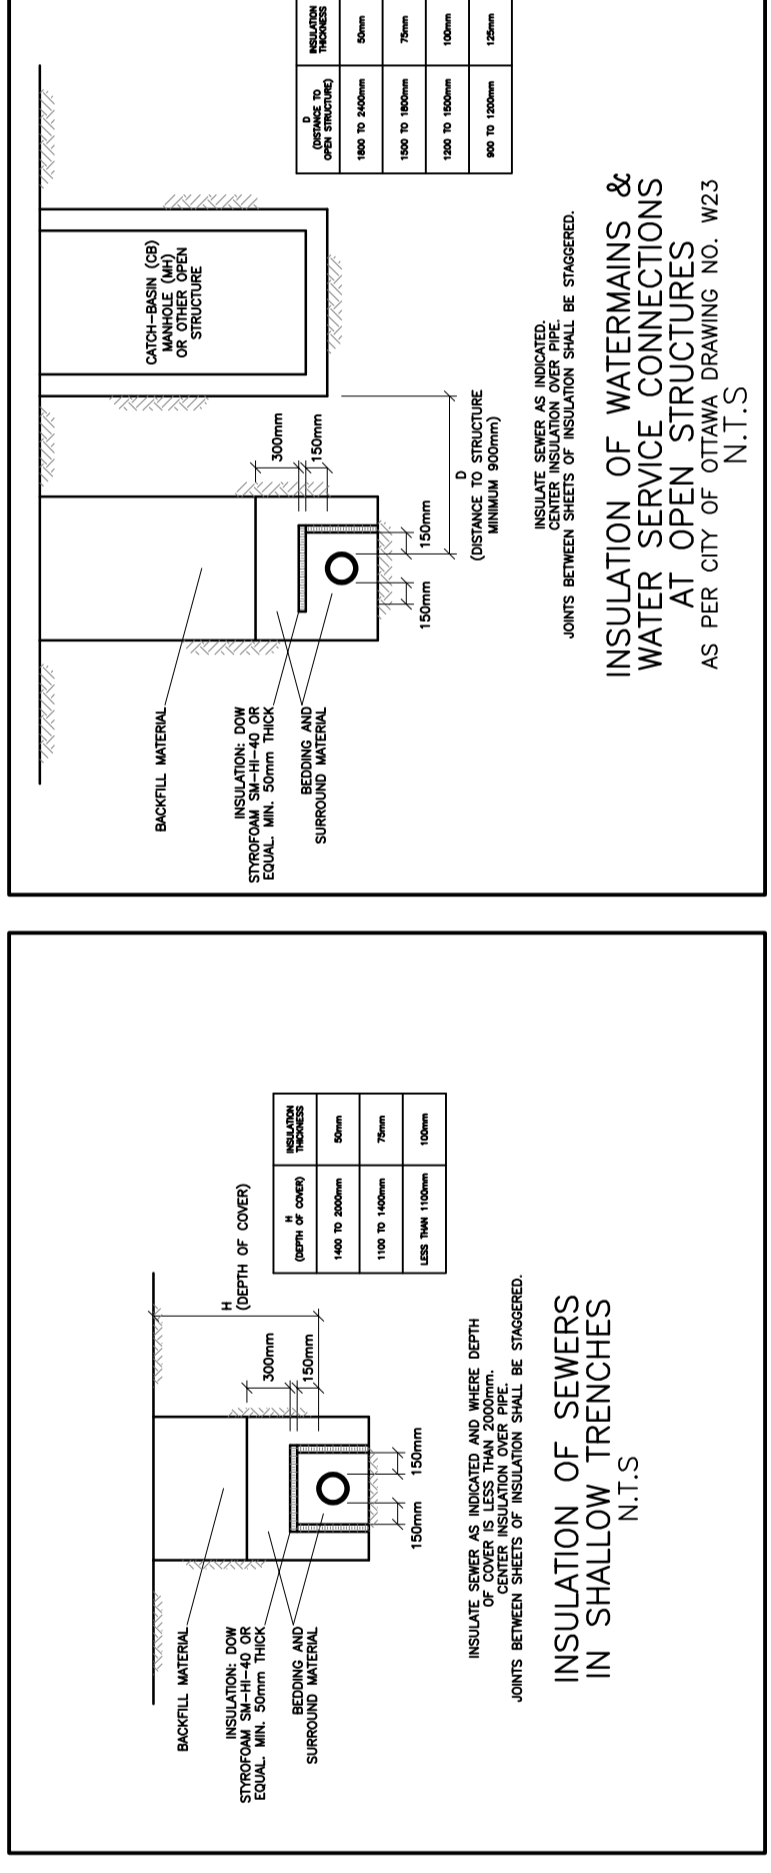 BACKFILL MATERIAL
INSULATION: DOW
STYROFOAM SM-HI-40 OR
EQUAL. MIN. 50mm THICK
BEDDING AND
SURROUND MATERIAL
300mm
150mm
H
(DEPTH OF COVER)
150mm
150mm
H
(DEPTH OF COVER)
INSULATION
THICKNESS
1400 TO 2000mm
50mm
1100 TO 1400mm
75mm
LESS THAN 1100mm
100mm
INSULATE SEWER AS INDICATED AND WHERE DEPTH
OF COVER IS LESS THAN 2000mm.
CENTER INSULATION OVER PIPE.
JOINTS BETWEEN SHEETS OF INSULATION SHALL BE STAGGERED.
INSULATION OF SEWERS
IN SHALLOW TRENCHES
N.T.S
BACKFILL MATERIAL
INSULATION: DOW
STYROFOAM SM-HI-40 OR
EQUAL. MIN. 50mm THICK
BEDDING AND
SURROUND MATERIAL
CATCH-BASIN (CB)
MANHOLE (MH)
OR OTHER OPEN
STRUCTURE
300mm
150mm
150mm
150mm
D
(DISTANCE TO STRUCTURE
MINIMUM 900mm)
D
(DISTANCE TO
OPEN STRUCTURE)
INSULATION
THICKNESS
1800 TO 2400mm
50mm
1500 TO 1800mm
75mm
1200 TO 1500mm
100mm
900 TO 1200mm
125mm
INSULATE SEWER AS INDICATED.
CENTER INSULATION OVER PIPE.
JOINTS BETWEEN SHEETS OF INSULATION SHALL BE STAGGERED.
INSULATION OF WATERMAINS &
WATER SERVICE CONNECTIONS
AT OPEN STRUCTURES
AS PER CITY OF OTTAWA DRAWING NO. W23
N.T.S